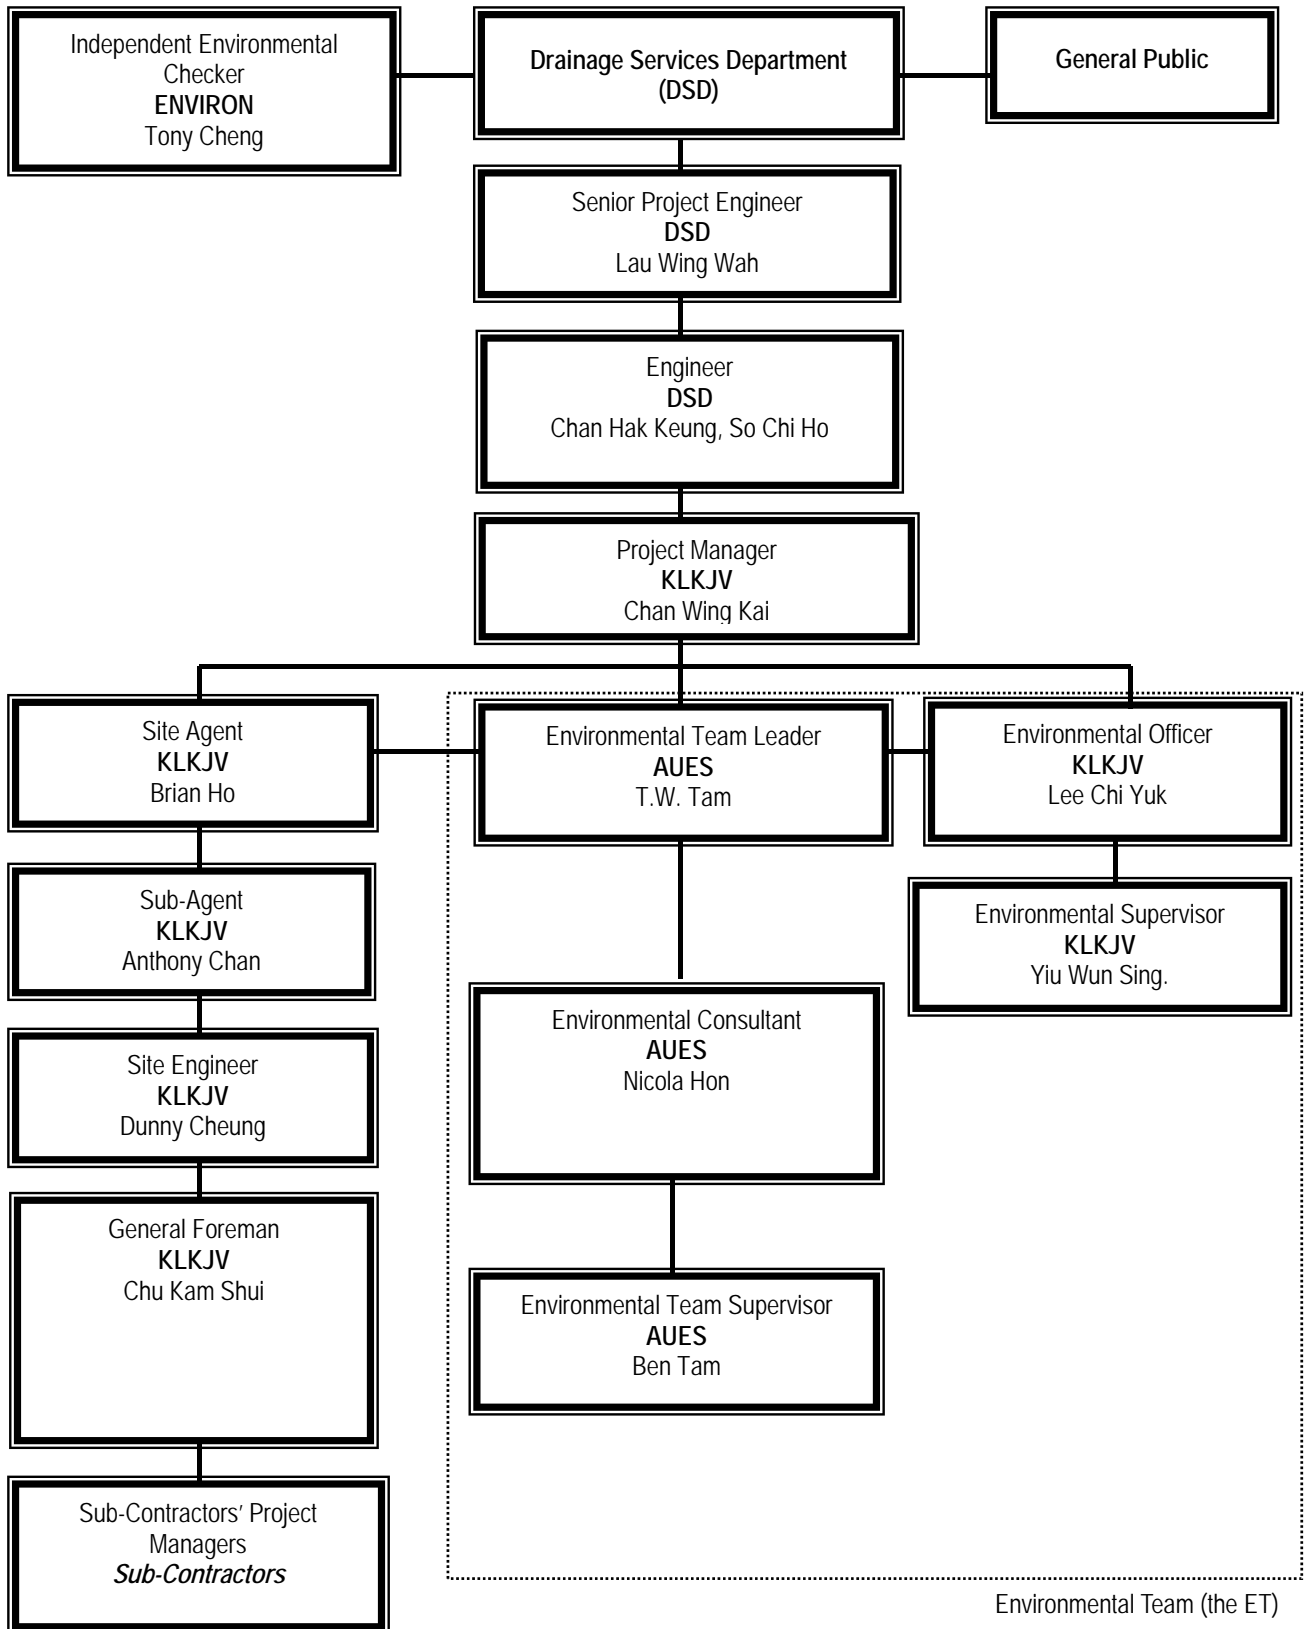 Independent Environmental
Checker
ENVIRON
Tony Cheng
Drainage Services Department
(DSD)
General Public
Senior Project Engineer
DSD
Lau Wing Wah
Engineer
DSD
Chan Hak Keung, So Chi Ho
Project Manager
KLKJV
Chan Wing Kai
Site Agent
KLKJV
Brian Ho
Environmental Team Leader
AUES
T.W. Tam
Environmental Officer
KLKJV
Lee Chi Yuk
Sub-Agent
KLKJV
Anthony Chan
Environmental Supervisor
KLKJV
Yiu Wun Sing.
Environmental Consultant
AUES
Nicola Hon
Site Engineer
KLKJV
Dunny Cheung
General Foreman
KLKJV
Chu Kam Shui
Environmental Team Supervisor
AUES
Ben Tam
Sub-Contractors’ Project
Managers
Sub-Contractors
Environmental Team (the ET)